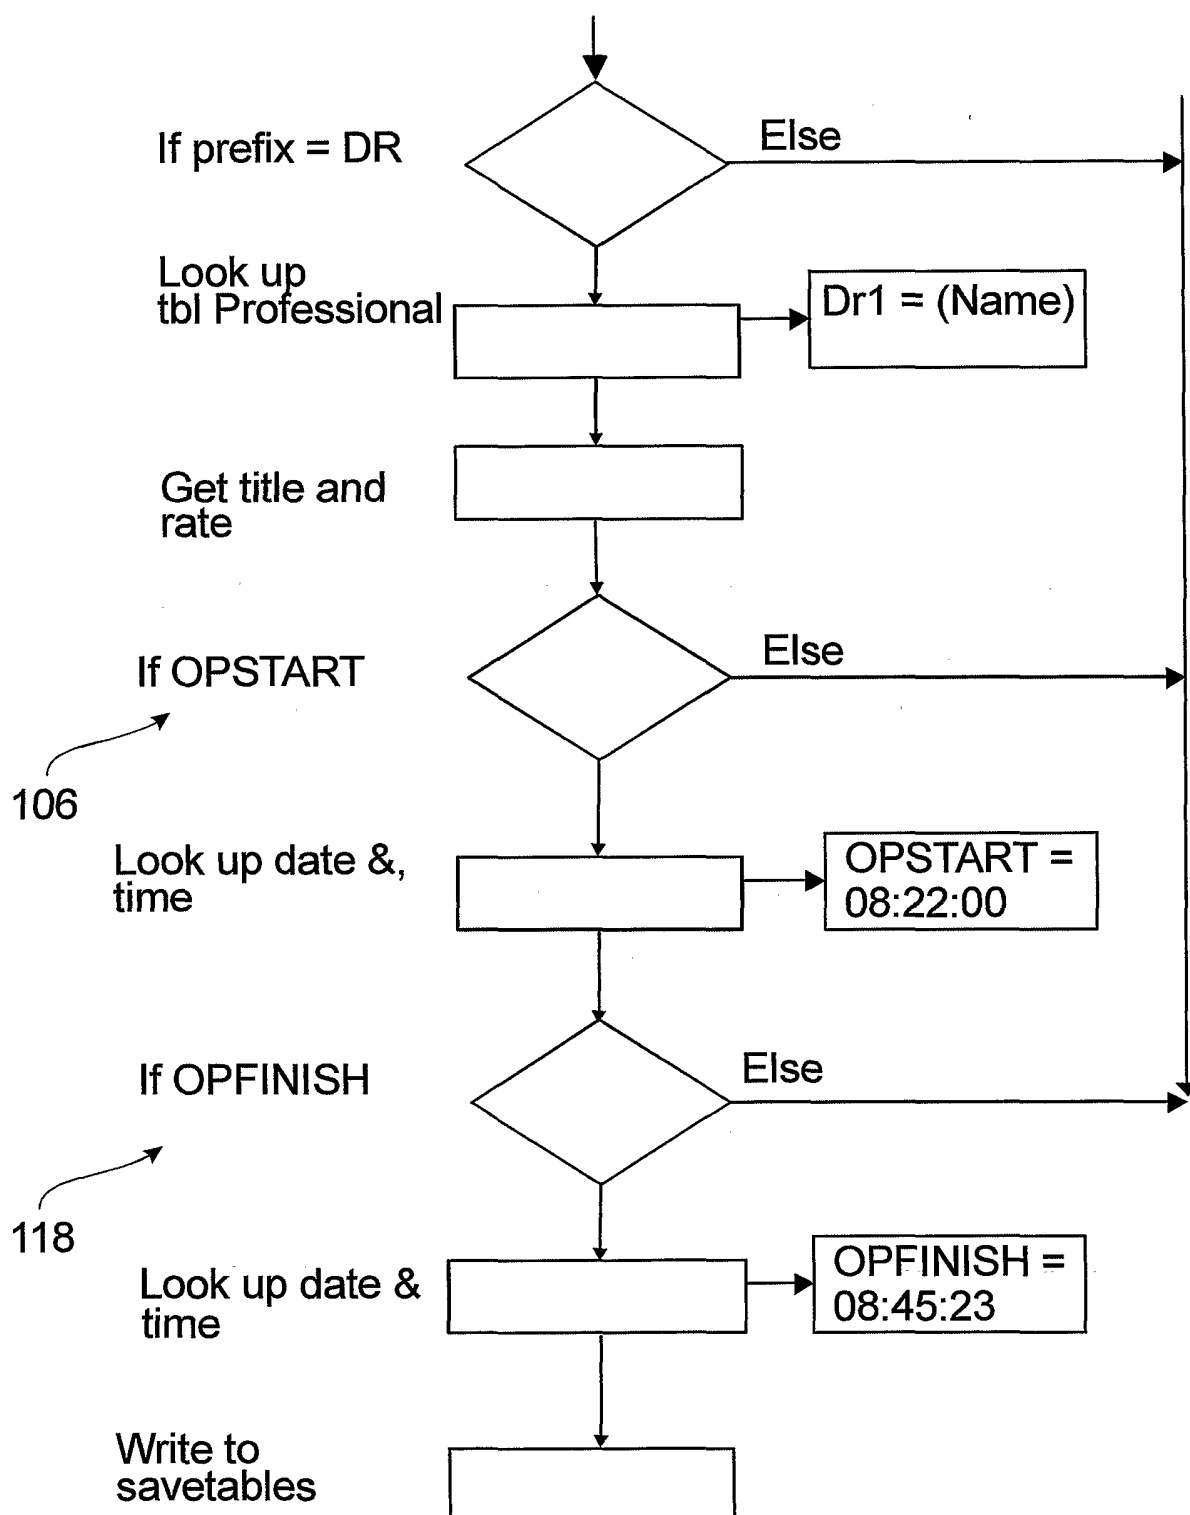 If prefix = DR
Else
Look up
tbl Professional
Dr1 = (Name)
Get title and
rate
If OPSTART
Else
106
Look up date &,
time
OPSTART =
08:22:00
If OPFINISH
Else
118
Look up date &
time
OPFINISH =
08:45:23
Write to
savetables